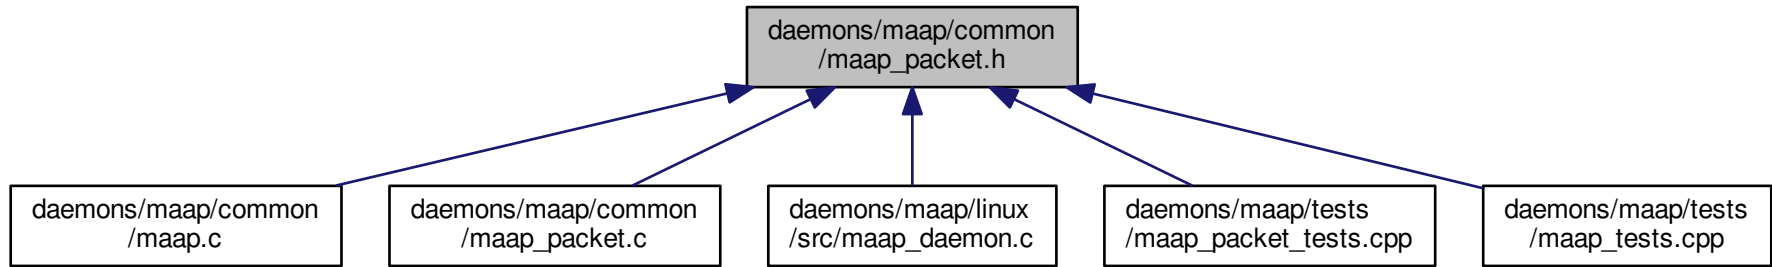 daemons/maap/common
/maap_packet.h
daemons/maap/common
/maap.c
daemons/maap/common
/maap_packet.c
daemons/maap/linux
/src/maap_daemon.c
daemons/maap/tests
/maap_packet_tests.cpp
daemons/maap/tests
/maap_tests.cpp